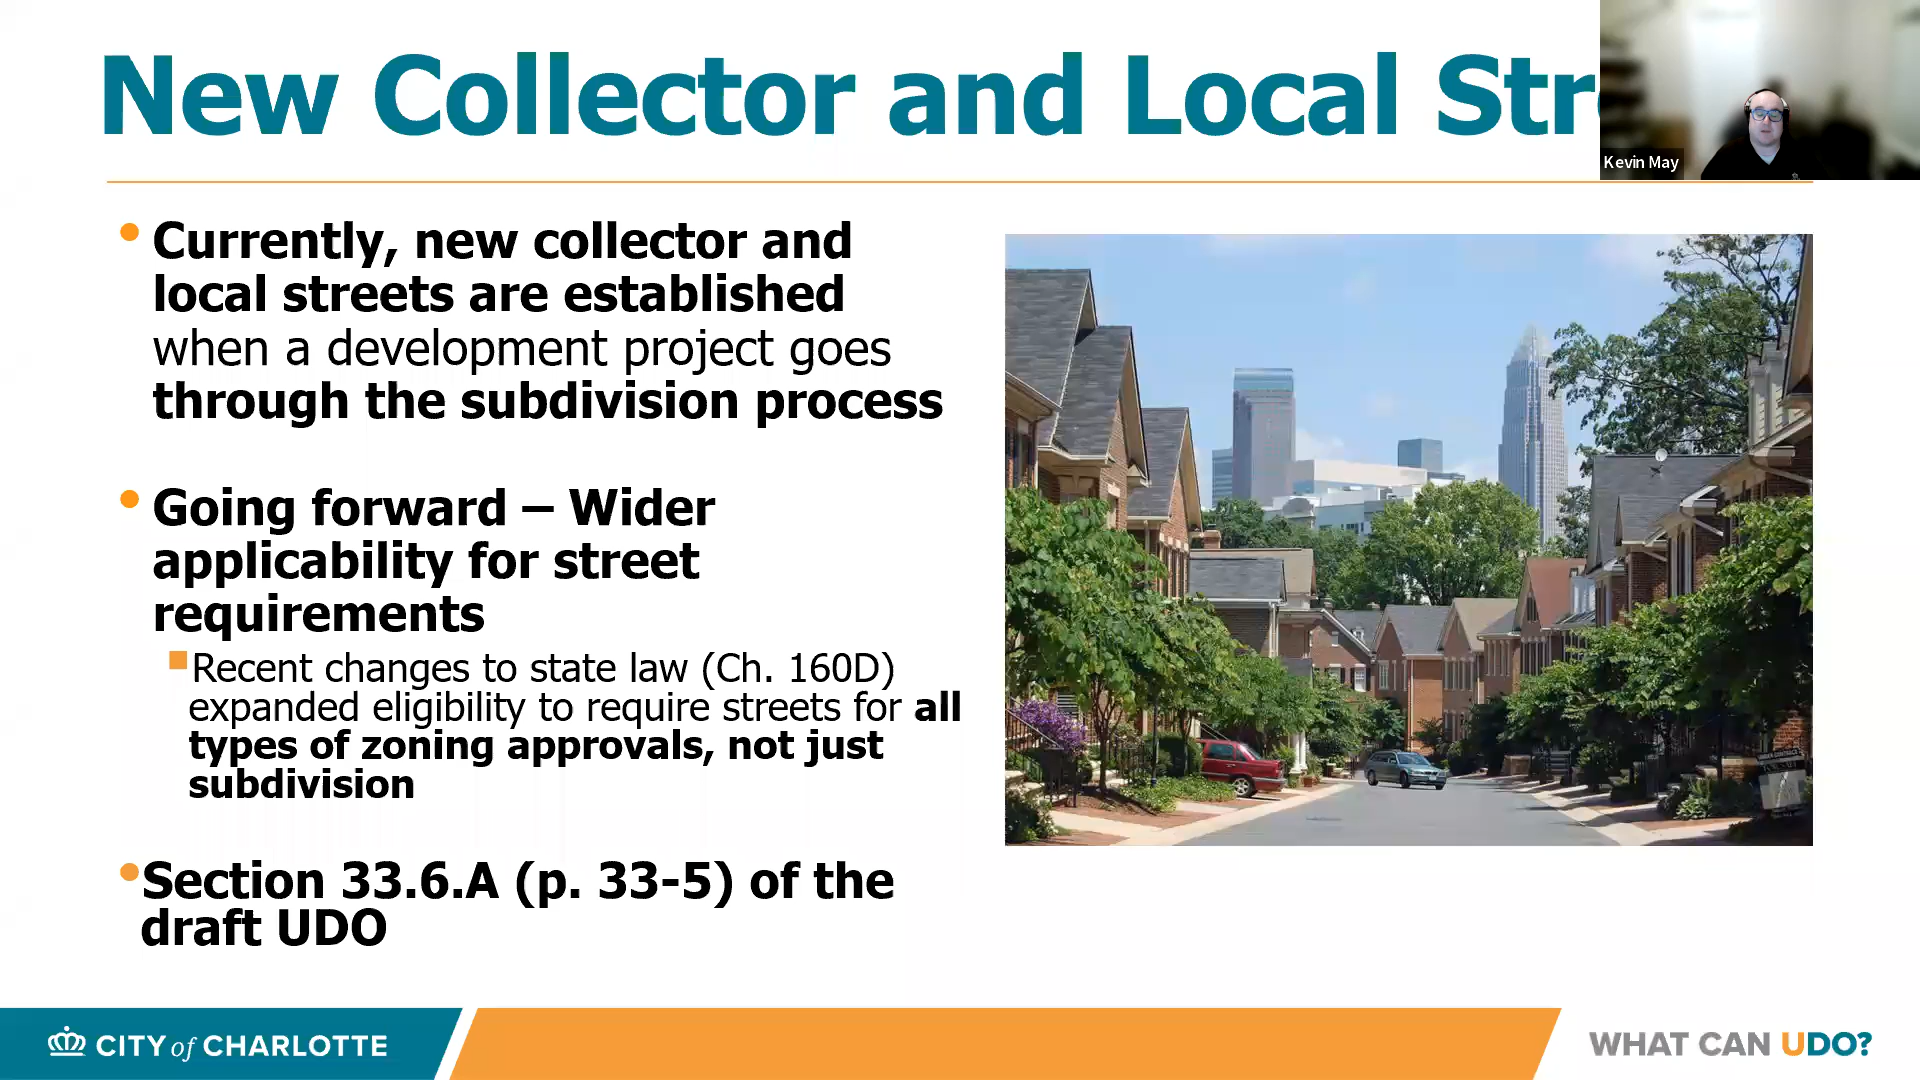 New Collector and Local Str
Kevin May
Currently, new collector and
local streets are established
when a development project goes
through the subdivision process
Going forward – Wider
applicability for street
requirements
Recent changes to state law (Ch. 160D)
expanded eligibility to require streets for all
types of zoning approvals, not just
subdivision
Section 33.6.A (p. 33-5) of the
draft UDO
CITY of CHARLOTTE
WHAT CAN UDO?